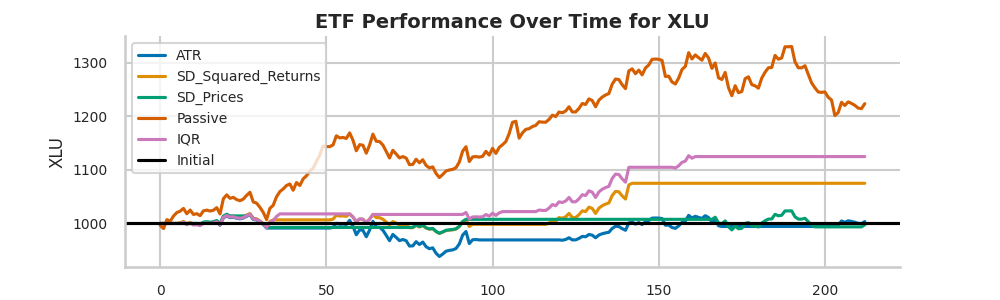 ETF Performance Over Time for XLU
XLU
1300
1200
1100
1000
ATR
SD_Squared_Returns
SD_Prices
Passive
IQR
Initial
0
50
100
150
200